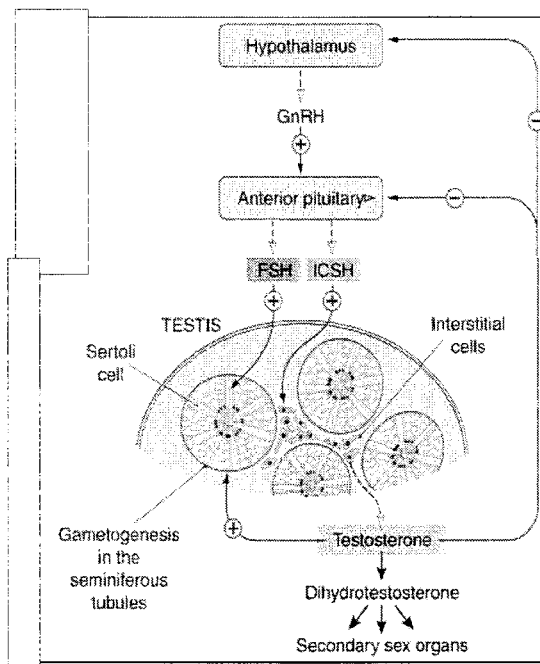 Hypothalamus
GnRH
+
Anterior pituitary
−
−
FSH ICSH
+
+
TESTIS
Interstitial
cells
Sertoli
cell
Gametogenesis
in the
seminiferous
tubules
+
Testosterone
Dihydrotestosterone
Secondary sex organs